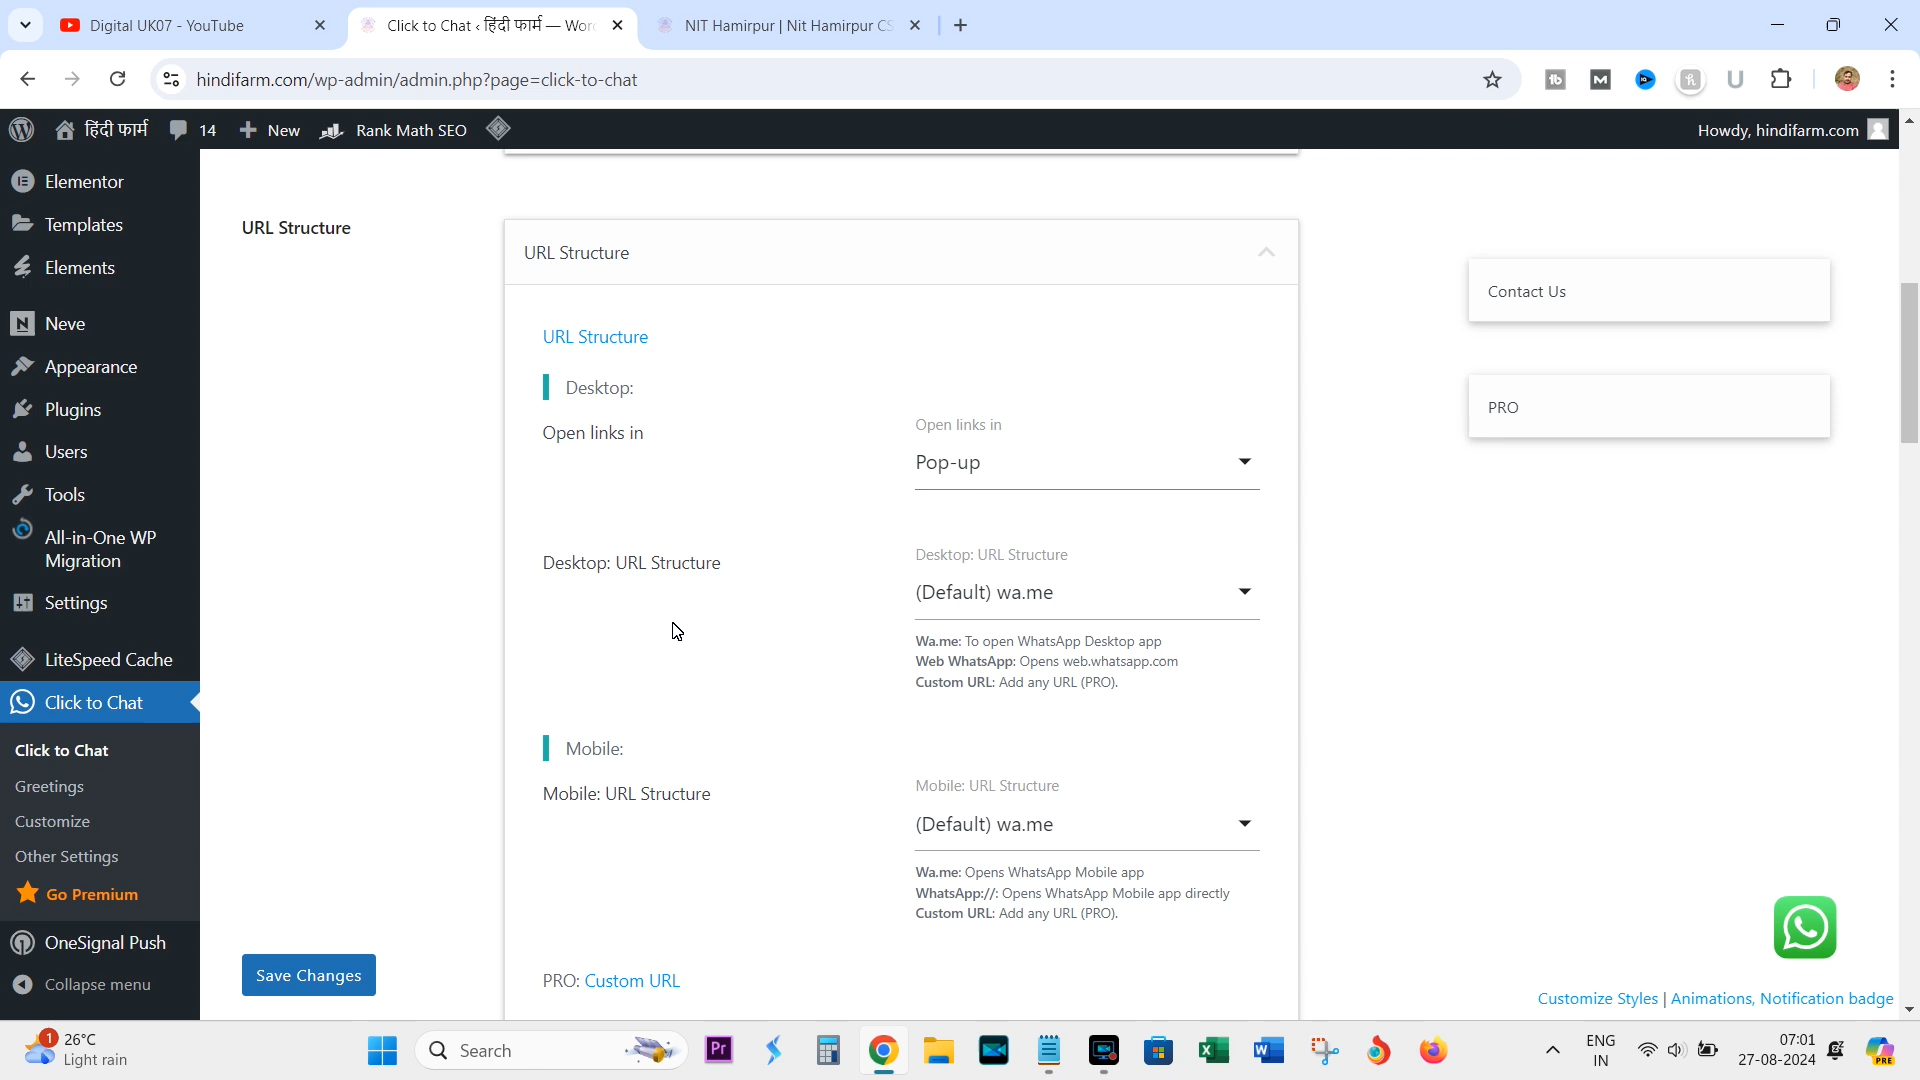 Digital UK07 - YouTube
Click to Chat ‹ हिंदी फार्म — Wor
NIT Hamirpur | Nit Hamirpur CS
hindifarm.com/wp-admin/admin.php?page=click-to-chat
हिंदी फार्म
14
New
Rank Math SEO
Howdy, hindifarm.com
Elementor
Templates
Elements
Neve
Appearance
Plugins
Users
Tools
All-in-One WP
Migration
Settings
LiteSpeed Cache
Click to Chat
Click to Chat
Greetings
Customize
Other Settings
Go Premium
OneSignal Push
Collapse menu
URL Structure
URL Structure
URL Structure
Desktop:
Open links in
Open links in
Pop-up
Desktop: URL Structure
Desktop: URL Structure
(Default) wa.me
Wa.me: To open WhatsApp Desktop app
Web WhatsApp: Opens web.whatsapp.com
Custom URL: Add any URL (PRO).
Mobile:
Mobile: URL Structure
Mobile: URL Structure
(Default) wa.me
Wa.me: Opens WhatsApp Mobile app
WhatsApp://: Opens WhatsApp Mobile app directly
Custom URL: Add any URL (PRO).
PRO: Custom URL
Save Changes
Contact Us
PRO
Customize Styles | Animations, Notification badge
1
26°C
Light rain
Search
Pr
ENG
IN
07:01
27-08-2024
PRE